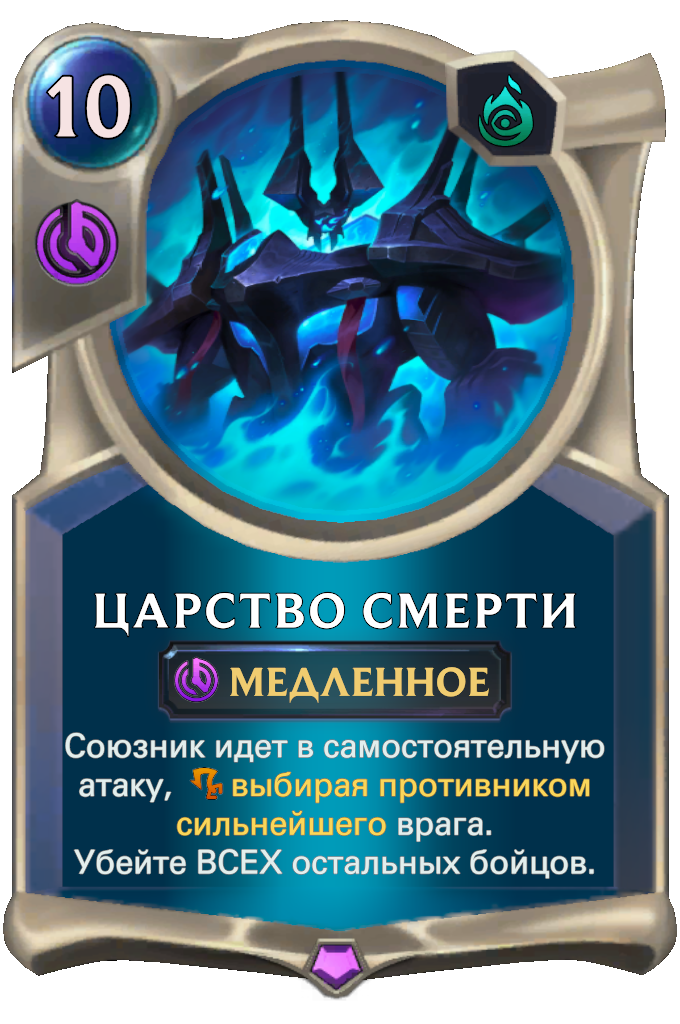 10
ЦАРСТВО СМЕРТИ
МЕДЛЕННОЕ
Союзник идет в самостоятельную
атаку, выбирая противником
сильнейшего врага.
Убейте ВСЕХ остальных бойцов.